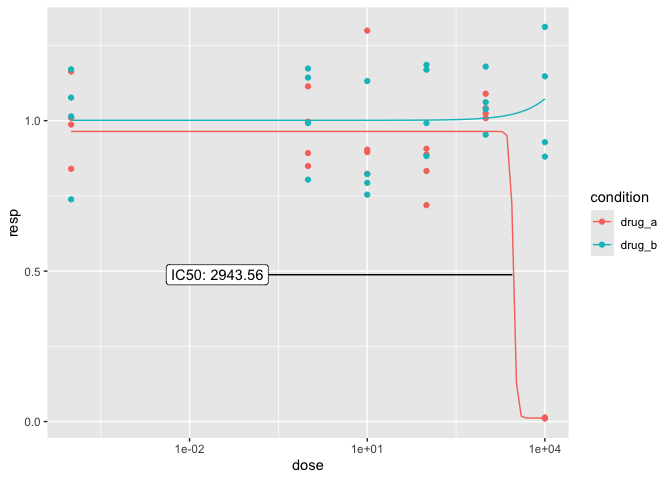 resp
1.0
0.5
0.0
IC50: 2943.56
1e-02
1e+01
1e+04
dose
condition
drug_a
drug_b